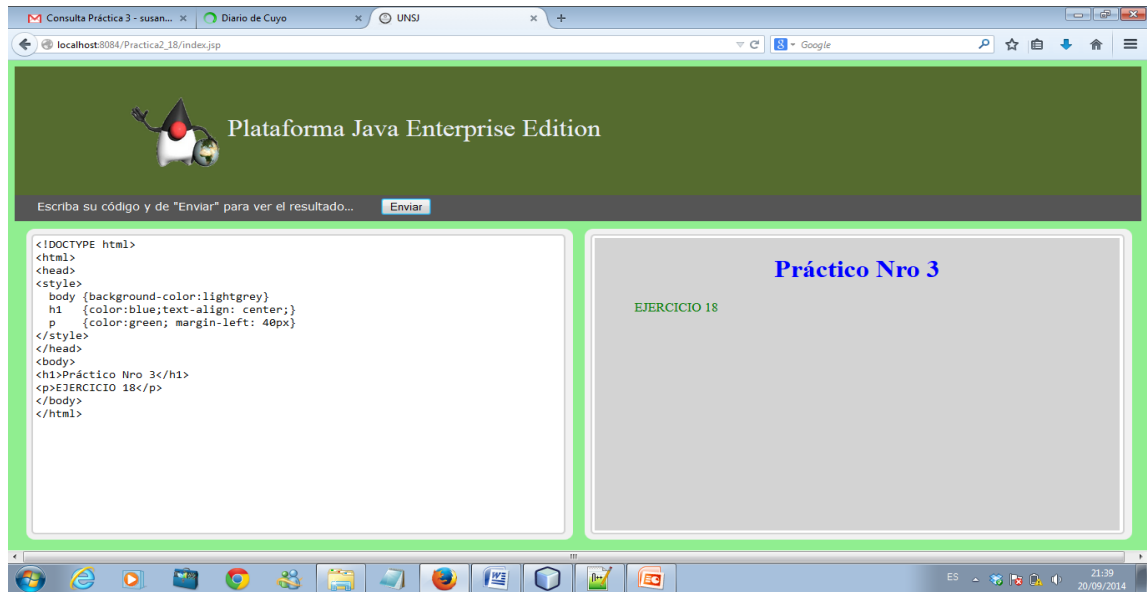 Consulta Práctica 3 - susan...
Diario de Cuyo
UNSJ
localhost:8084/Practica2_18/index.jsp
Google
Plataforma Java Enterprise Edition
Escriba su código y de "Enviar" para ver el resultado...
Enviar
<!DOCTYPE html>
<html>
<head>
<style>
body {background-color:lightgrey}
h1 {color:blue;text-align: center;}
p {color:green; margin-left: 40px}
</style>
</head>
<body>
<h1>Práctico Nro 3</h1>
<p>EJERCICIO 18</p>
</body>
</html>
Práctico Nro 3
EJERCICIO 18
ES
21:39
20/09/2014